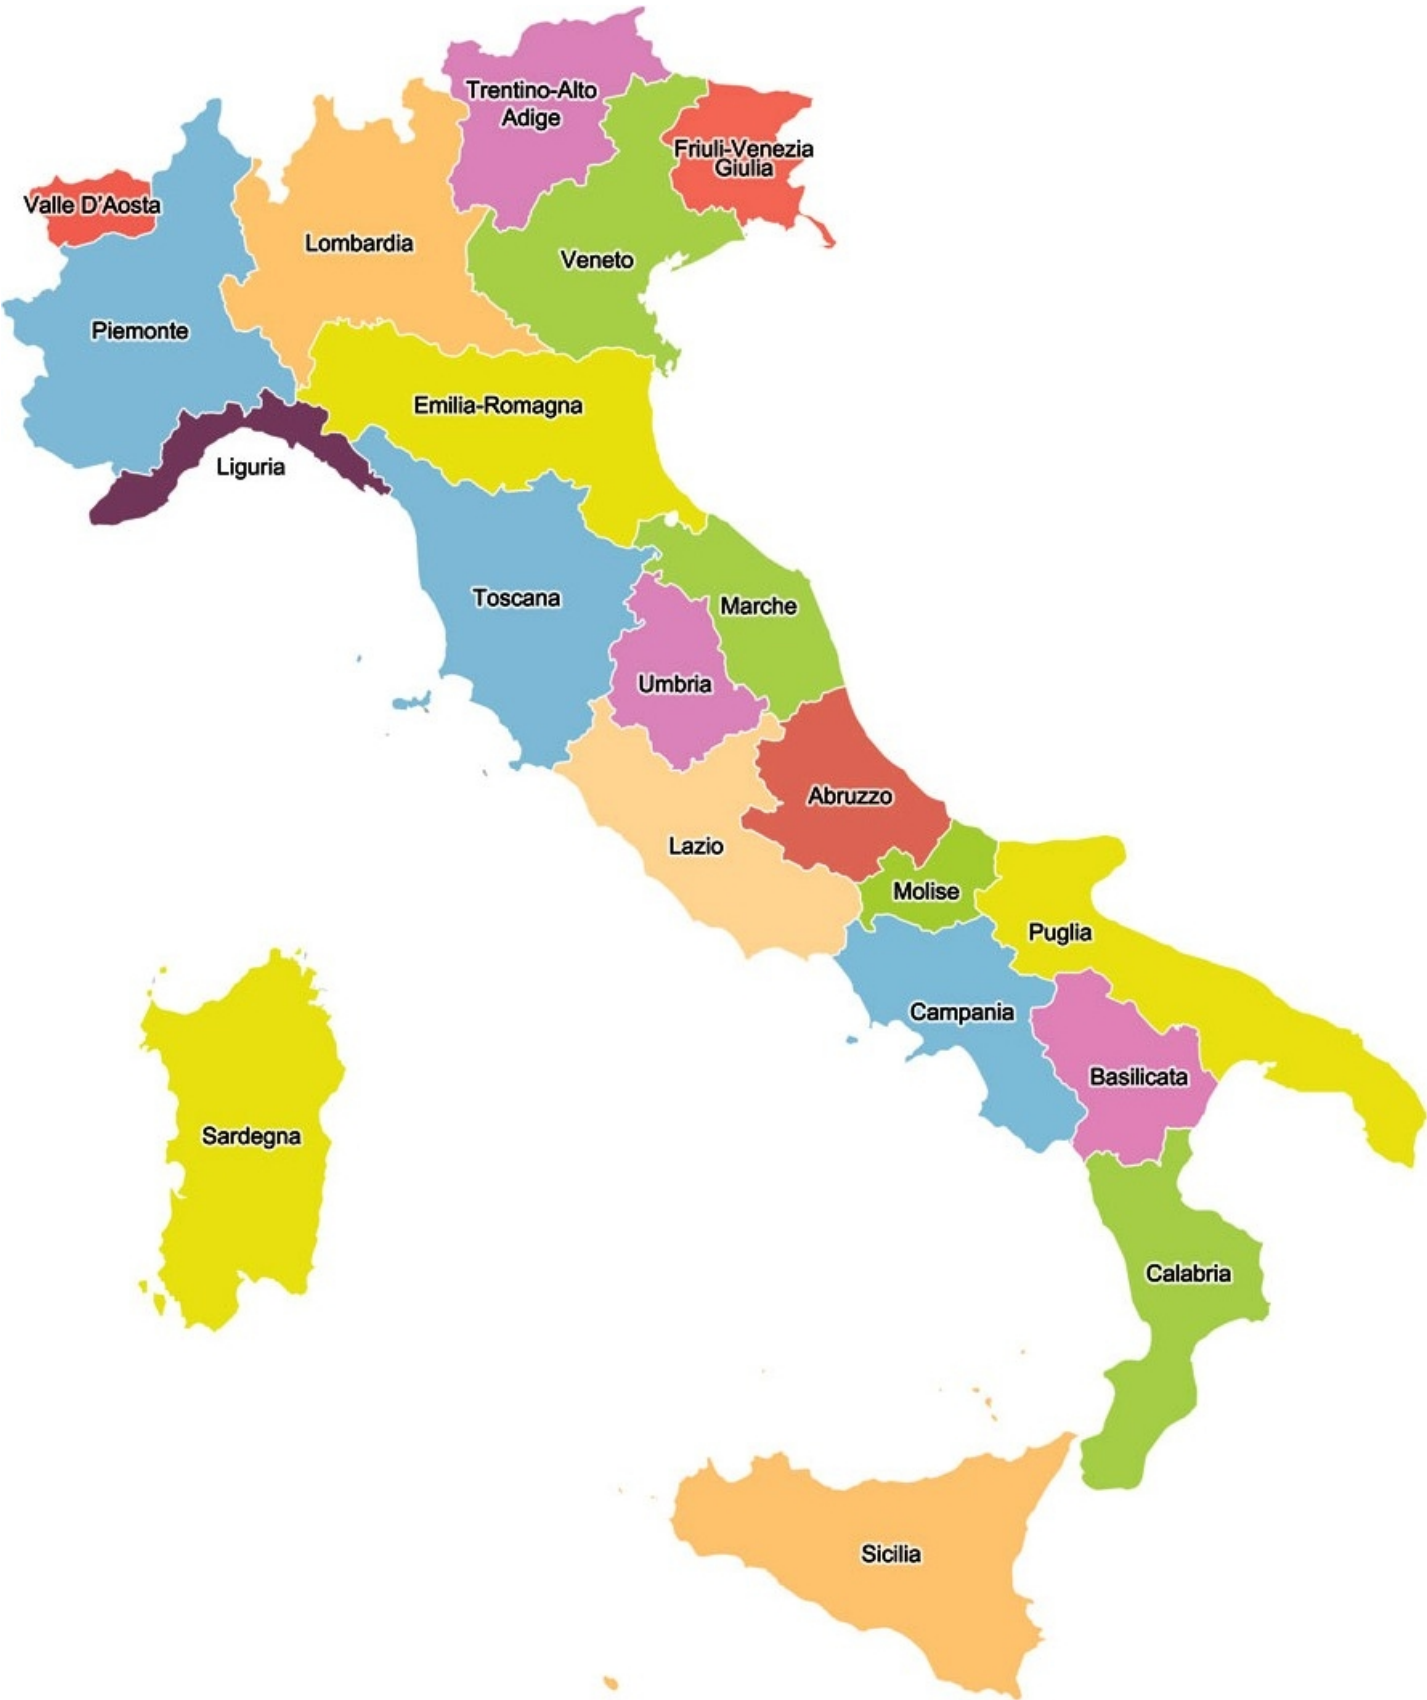 Trentino-Alto
Adige
Friuli-Venezia
Giulia
Valle D'Aosta
Lombardia
Veneto
Piemonte
Emilia-Romagna
Liguria
Toscana
Marche
Umbria
Abruzzo
Lazio
Molise
Puglia
Campania
Basilicata
Sardegna
Calabria
Sicilia